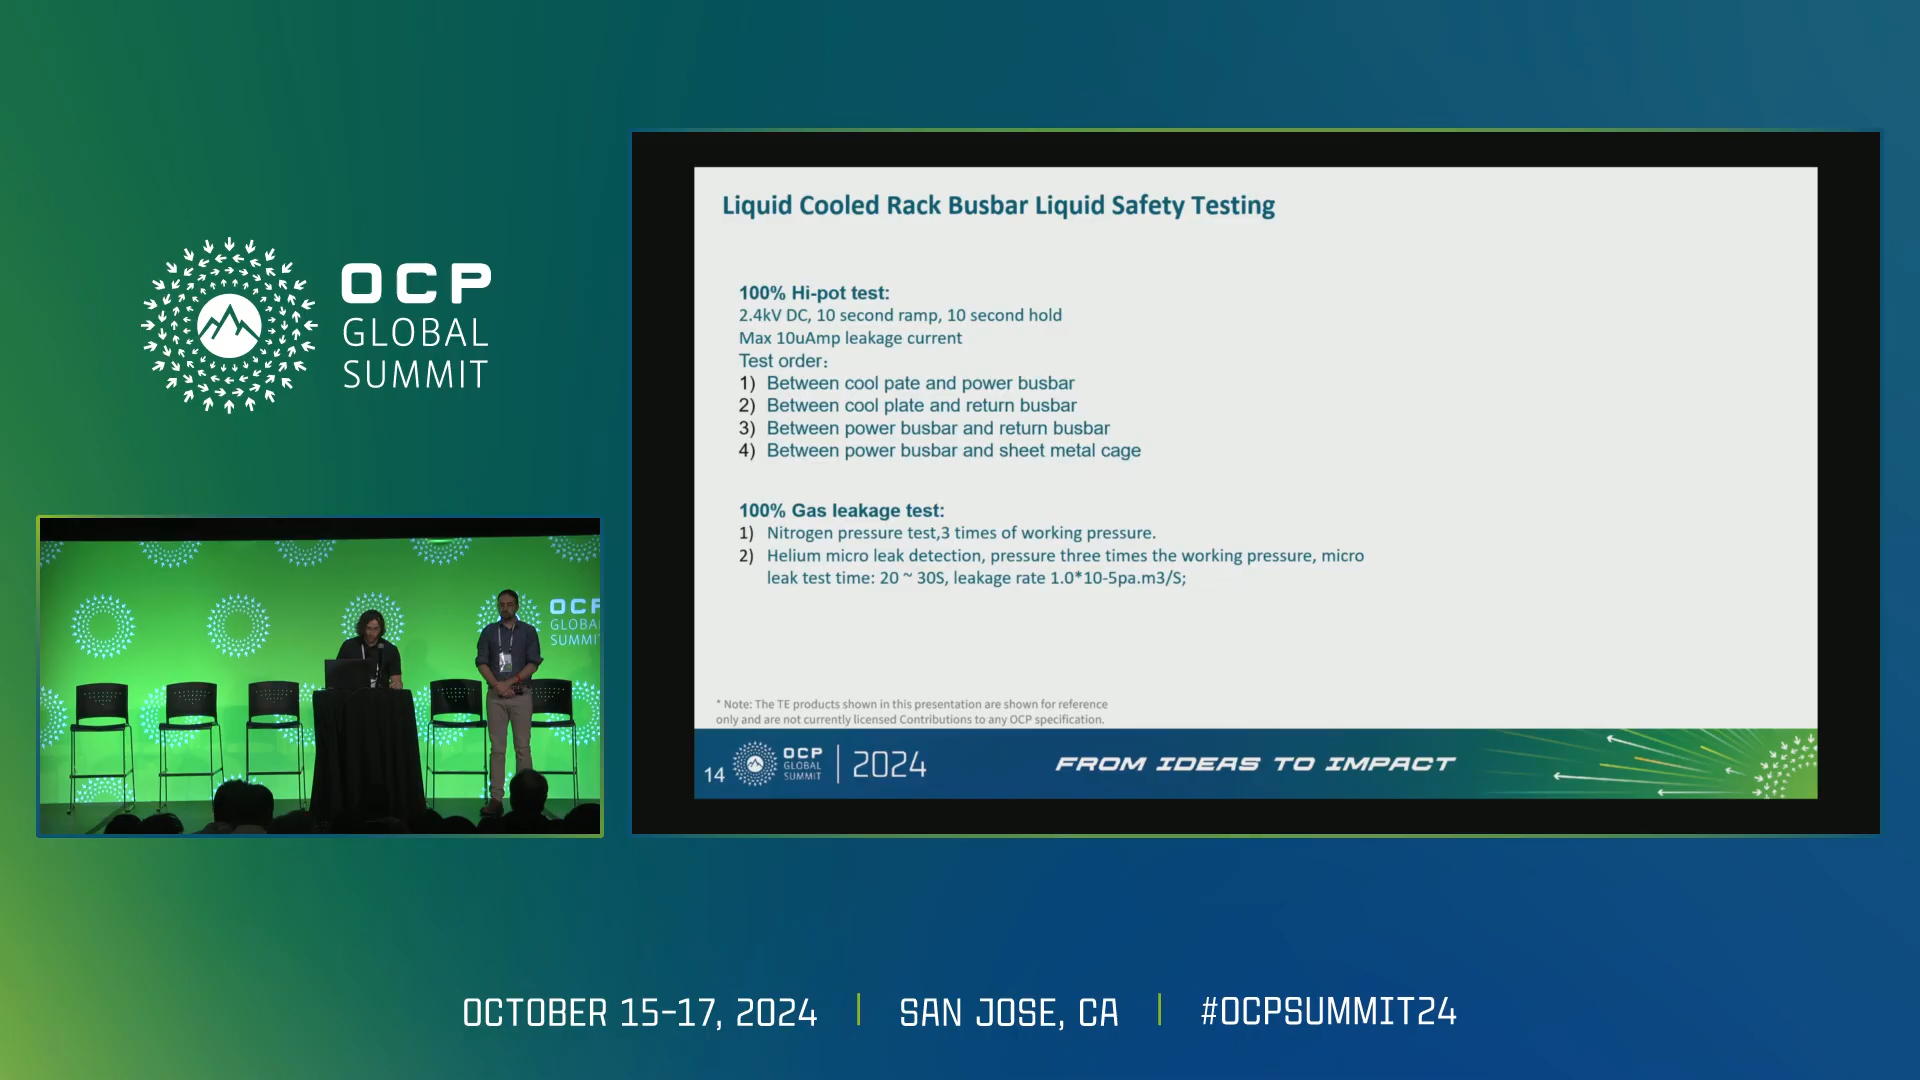 OCP
GLOBAL
SUMMIT
Liquid Cooled Rack Busbar Liquid Safety Testing
100% Hi-pot test:
2.4kV DC, 10 second ramp, 10 second hold
Max 10uAmp leakage current
Test order:
1) Between cool pate and power busbar
2) Between cool plate and return busbar
3) Between power busbar and return busbar
4) Between power busbar and sheet metal cage
100% Gas leakage test:
1) Nitrogen pressure test,3 times of working pressure.
2) Helium micro leak detection, pressure three times the working pressure, micro
leak test time: 20 ~ 30S, leakage rate 1.0*10-5pa.m3/S;
* Note: The TE products shown in this presentation are shown for reference
only and are not currently licensed Contributions to any OCP specification.
14
OCP
GLOBAL
SUMMIT
2024
FROM IDEAS TO IMPACT
OCP
GLOBAL
SUMMIT
OCTOBER 15-17, 2024 | SAN JOSE, CA | #OCPSUMMIT24